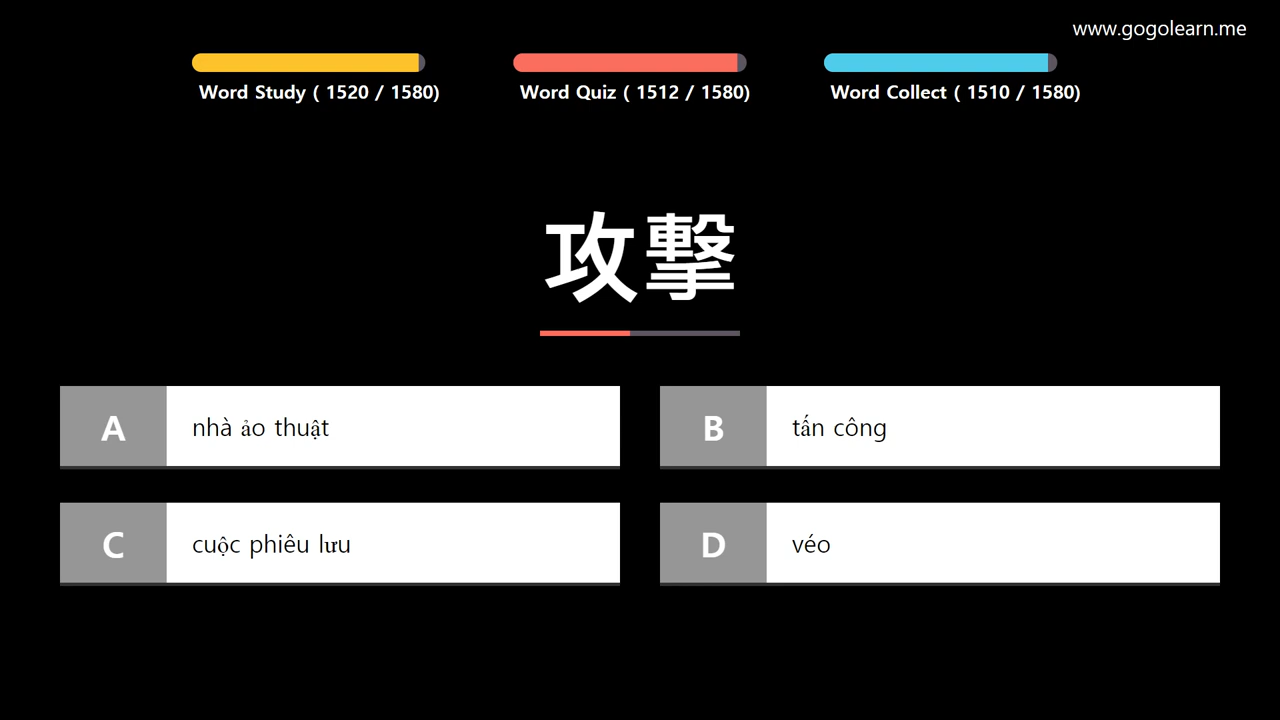 www.gogolearn.me
Word Study ( 1520 / 1580)
Word Quiz ( 1512 / 1580)
Word Collect ( 1510 / 1580)
攻撃
A
nhà ảo thuật
B
tấn công
C
cuộc phiêu lưu
D
véo